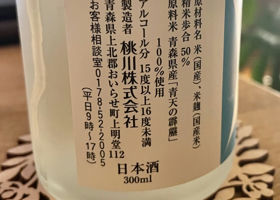 原材料名 米(国産)、米麹(国産米)
精米歩合 50%
原料米 青森県産「青天の霹靂」
100%使用
アルコール分 15度以上16度未満
製造者 桃川株式会社
青森県上北郡おいらせ町上明堂112
お客様相談室0178-52-2005
(平日9時〜17時)
日本酒
300ml